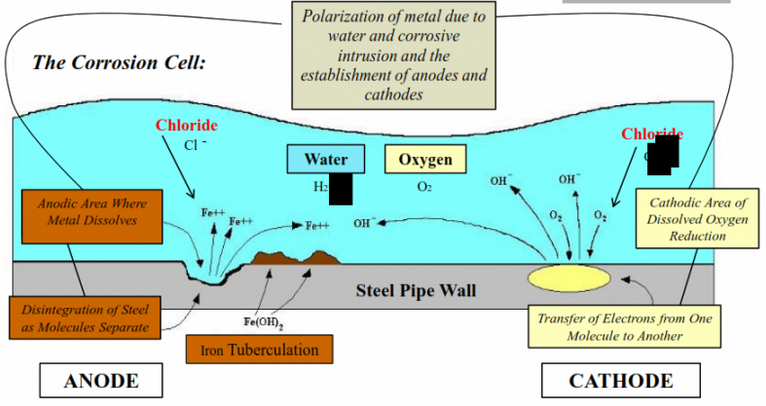 Polarization of metal due to
water and corrosive
intrusion and the
establishment of anodes and
cathodes
The Corrosion Cell:
Chloride
Cl -
Chloride
Water
Oxygen
H2
O2
OH-
OH-
Anodic Area Where
Metal Dissolves
Fe++
Fe++
Fe++
OH-
O2
O2
Cathodic Area of
Dissolved Oxygen
Reduction
Steel Pipe Wall
Disintegration of Steel
as Molecules Separate
Fe(OH)2
Iron Tuberculation
Transfer of Electrons from One
Molecule to Another
ANODE
CATHODE